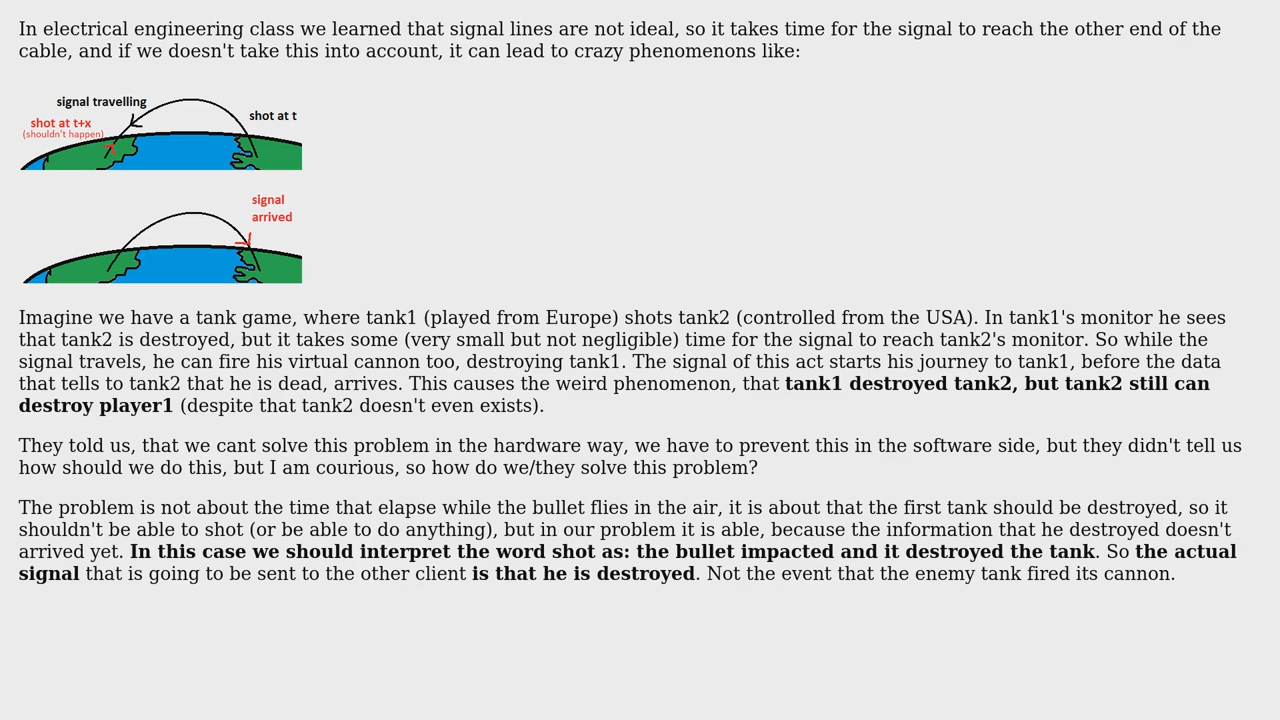 In electrical engineering class we learned that signal lines are not ideal, so it takes time for the signal to reach the other end of the
cable, and if we doesn't take this into account, it can lead to crazy phenomenons like:
signal travelling
shot at t
shot at t+x
(shouldn't happen)
signal
arrived
Imagine we have a tank game, where tank1 (played from Europe) shots tank2 (controlled from the USA). In tank1's monitor he sees
that tank2 is destroyed, but it takes some (very small but not negligible) time for the signal to reach tank2's monitor. So while the
signal travels, he can fire his virtual cannon too, destroying tank1. The signal of this act starts his journey to tank1, before the data
that tells to tank2 that he is dead, arrives. This causes the weird phenomenon, that tank1 destroyed tank2, but tank2 still can
destroy player1 (despite that tank2 doesn't even exists).
They told us, that we cant solve this problem in the hardware way, we have to prevent this in the software side, but they didn't tell us
how should we do this, but I am courious, so how do we/they solve this problem?
The problem is not about the time that elapse while the bullet flies in the air, it is about that the first tank should be destroyed, so it
shouldn't be able to shot (or be able to do anything), but in our problem it is able, because the information that he destroyed doesn't
arrived yet. In this case we should interpret the word shot as: the bullet impacted and it destroyed the tank. So the actual
signal that is going to be sent to the other client is that he is destroyed. Not the event that the enemy tank fired its cannon.